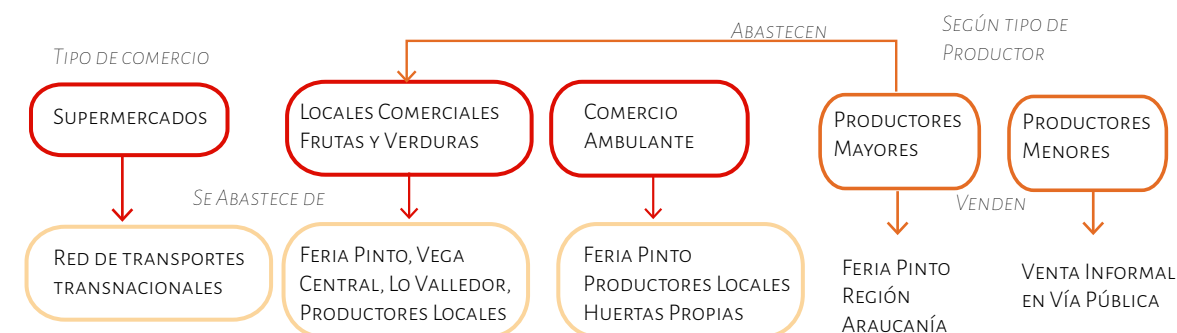 Abastecen
Según tipo de
Productor
Tipo de comercio
Supermercados
Locales Comerciales
Frutas y Verduras
Comercio
Ambulante
Productores
Mayores
Productores
Menores
Se Abastece de
Venden
Red de transportes
transnacionales
Feria Pinto, Vega
Central, Lo Valledor,
Productores Locales
Feria Pinto
Productores Locales
Huertas Propias
Feria Pinto
Región
Araucanía
Venta Informal
en Vía Pública